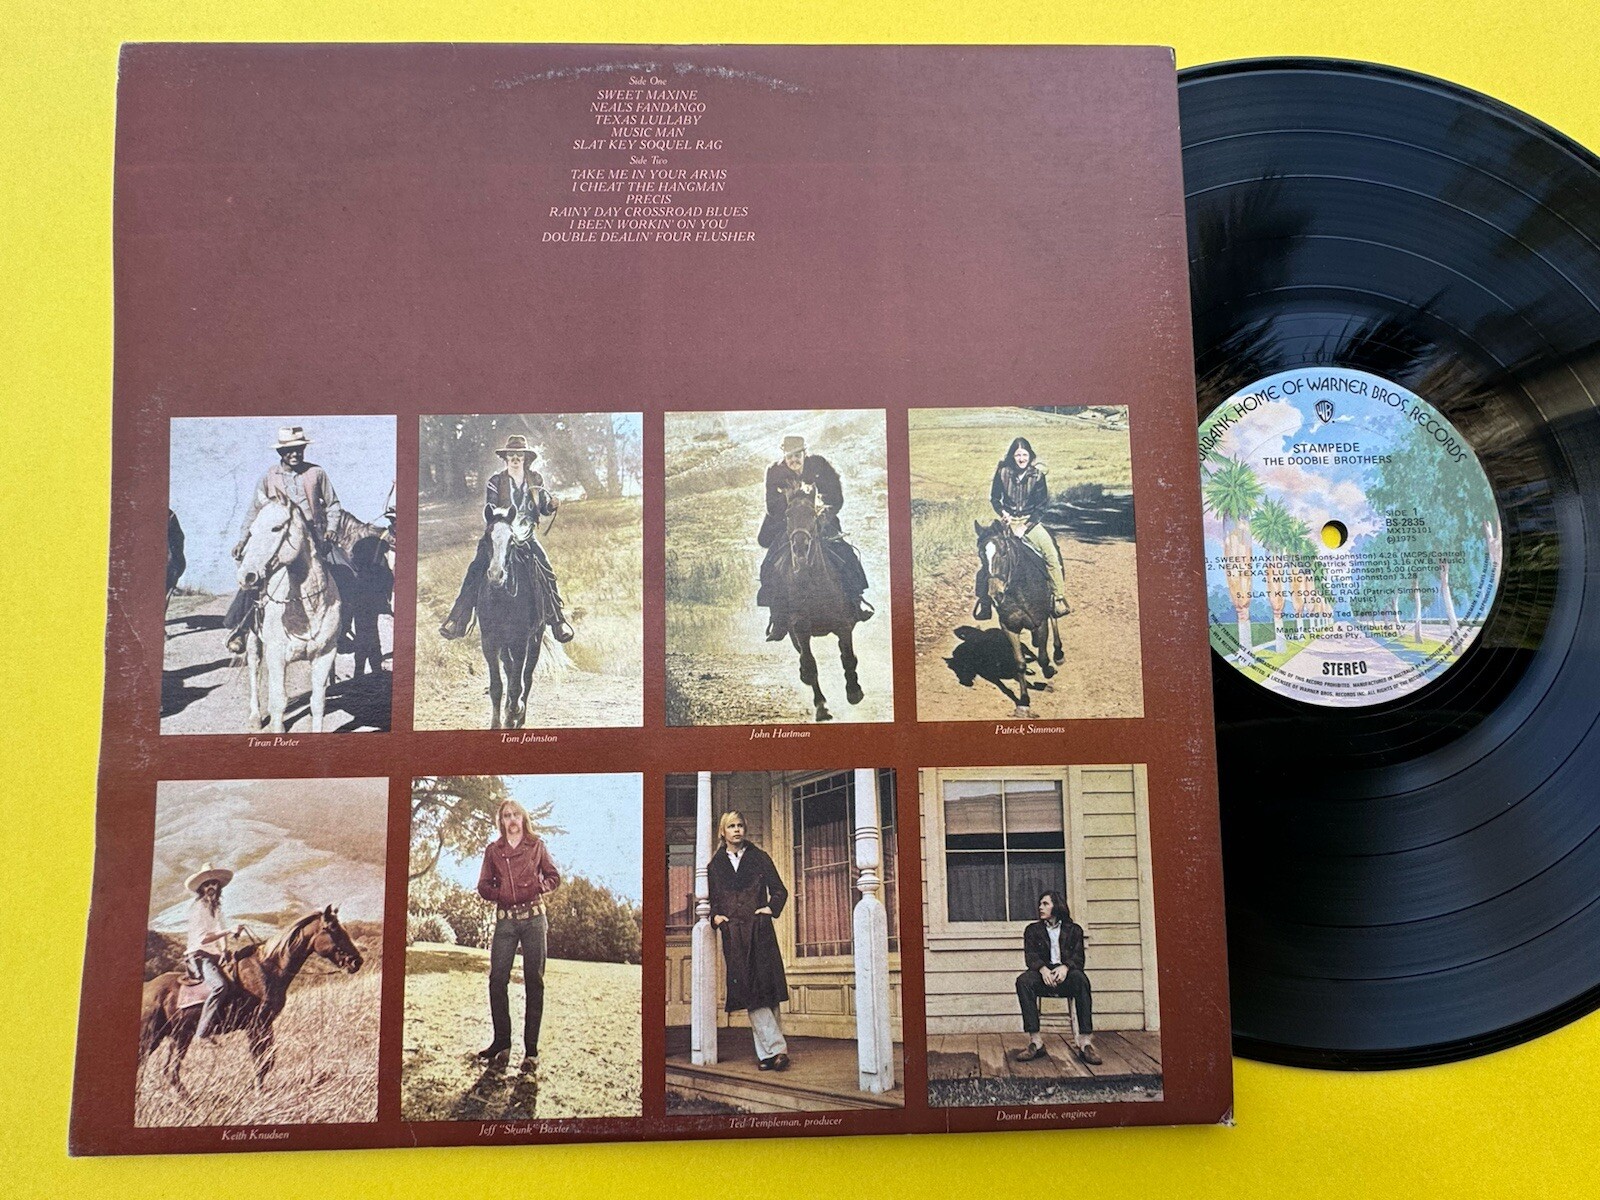 Side One
SWEET MAXINE
NEAL'S FANDANGO
TEXAS LULLABY
MUSIC MAN
SLAT KEY SOQUEL RAG
Side Two
TAKE ME IN YOUR ARMS
I CHEAT THE HANGMAN
PRECIS
RAINY DAY CROSSROAD BLUES
I BEEN WORKIN' ON YOU
DOUBLE DEALIN' FOUR FLUSHER
Tiran Porter
Tom Johnston
John Hartman
Patrick Simmons
Keith Knudsen
Jeff "Skunk" Baxter
Ted Templeman, producer
Donn Landee, engineer
URBANK, HOME OF WARNER BROS. RECORDS
WB
STAMPEDE
THE DOOBIE BROTHERS
SIDE 1
BS-2835
MX175101
℗1975
1. SWEET MAXINE (Simmons-Johnston) 4.26 (MCPS/Control)
2. NEAL'S FANDANGO (Patrick Simmons) 3.16 (W.B. Music)
3. TEXAS LULLABY (Tom Johnson) 5.00 (Control)
4. MUSIC MAN (Tom Johnston) 3.28
(Control)
5. SLAT KEY SOQUEL RAG (Patrick Simmons)
1.50 (W.B. Music)
Produced by Ted Templeman
Manufactured & Distributed by
WEA Records Pty. Limited
STEREO